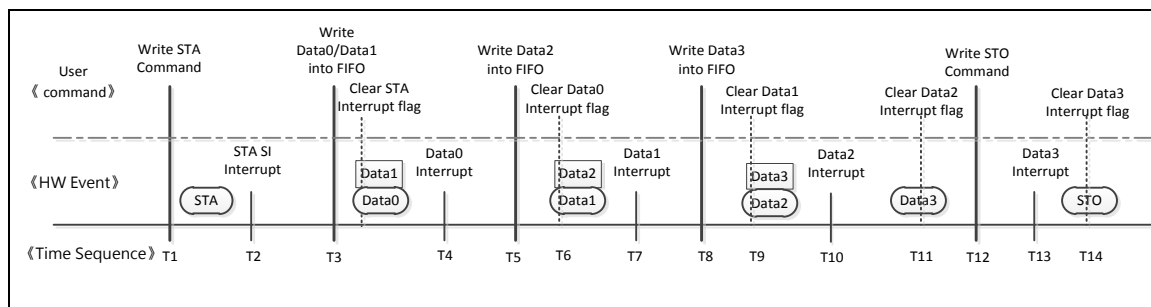 Write STA
Command
Write
Data0/Data1
into FIFO
Write Data2
into FIFO
Write Data3
into FIFO
Write STO
Command
User
《 command》
Clear STA
Interrupt flag
Clear Data0
Interrupt flag
Clear Data1
Interrupt flag
Clear Data2
Interrupt flag
Clear Data3
Interrupt flag
《HW Event》
STA SI
Interrupt
Data0
Interrupt
Data1
Interrupt
Data2
Interrupt
Data3
Interrupt
STA
Data1
Data0
Data2
Data1
Data3
Data2
Data3
STO
《Time Sequence》
T1 T2 T3 T4 T5 T6 T7 T8 T9 T10 T11 T12 T13 T14